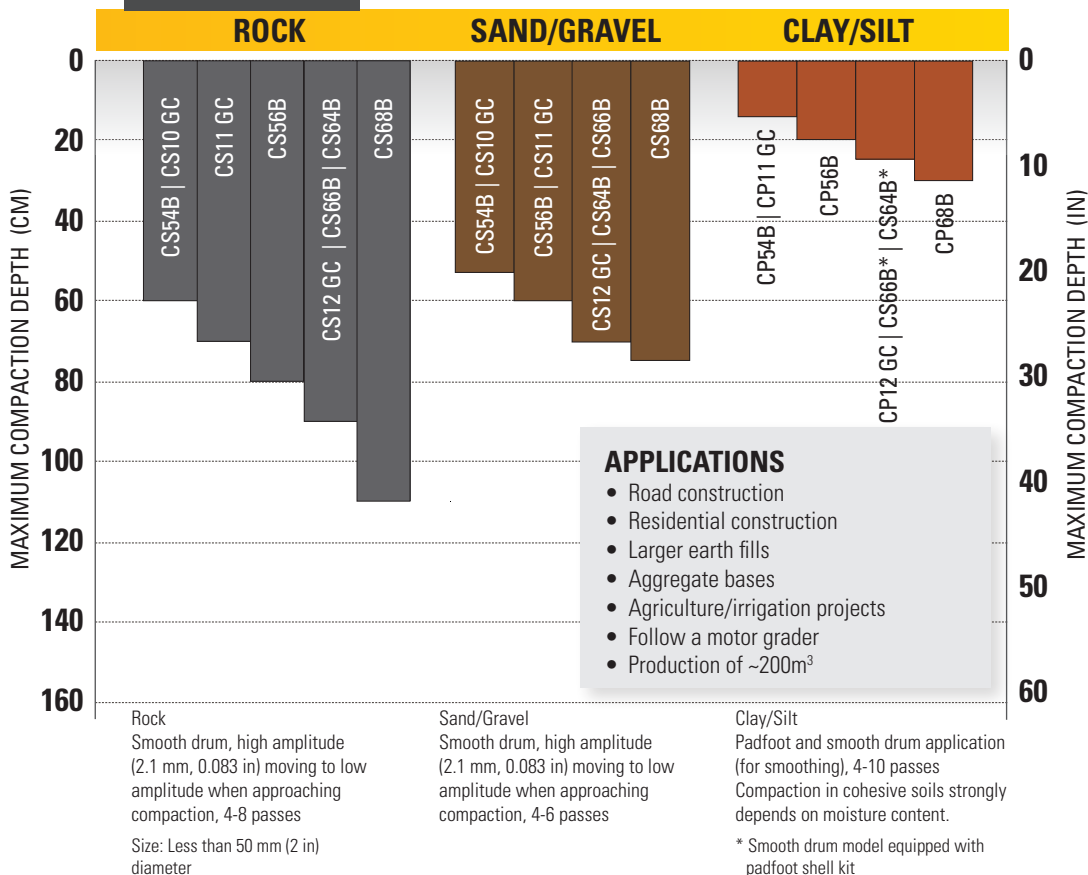 ROCK
SAND/GRAVEL
CLAY/SILT
MAXIMUM COMPACTION DEPTH (CM)
0
20
40
60
80
100
120
140
160
CS54B | CS10 GC
CS11 GC
CS56B
CS12 GC | CS66B | CS64B
CS68B
CS54B | CS10 GC
CS56B | CS11 GC
CS12 GC | CS64B | CS66B
CS68B
CP54B | CP11 GC
CP56B
CP12 GC | CS66B* | CS64B*
CP68B
0
10
20
30
40
50
60
MAXIMUM COMPACTION DEPTH (IN)
APPLICATIONS
• Road construction
• Residential construction
• Larger earth fills
• Aggregate bases
• Agriculture/irrigation projects
• Follow a motor grader
• Production of ~200m³
Rock
Smooth drum, high amplitude
(2.1 mm, 0.083 in) moving to low
amplitude when approaching
compaction, 4-8 passes
Size: Less than 50 mm (2 in)
diameter
Sand/Gravel
Smooth drum, high amplitude
(2.1 mm, 0.083 in) moving to low
amplitude when approaching
compaction, 4-6 passes
Clay/Silt
Padfoot and smooth drum application
(for smoothing), 4-10 passes
Compaction in cohesive soils strongly
depends on moisture content.
* Smooth drum model equipped with
padfoot shell kit